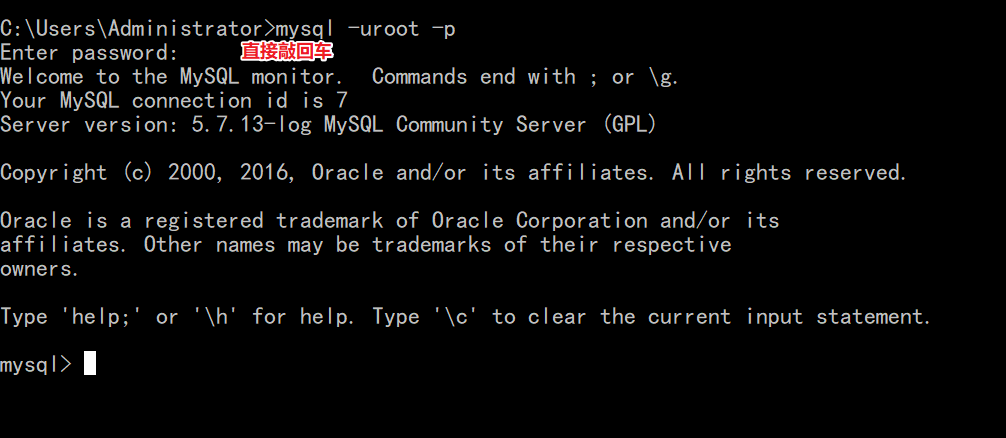 C:\Users\Administrator>mysql -uroot -p
Enter password: 直接敲回车
Welcome to the MySQL monitor.  Commands end with ; or \g.
Your MySQL connection id is 7
Server version: 5.7.13-log MySQL Community Server (GPL)
Copyright (c) 2000, 2016, Oracle and/or its affiliates. All rights reserved.
Oracle is a registered trademark of Oracle Corporation and/or its
affiliates. Other names may be trademarks of their respective
owners.
Type 'help;' or '\h' for help. Type '\c' to clear the current input statement.
mysql>